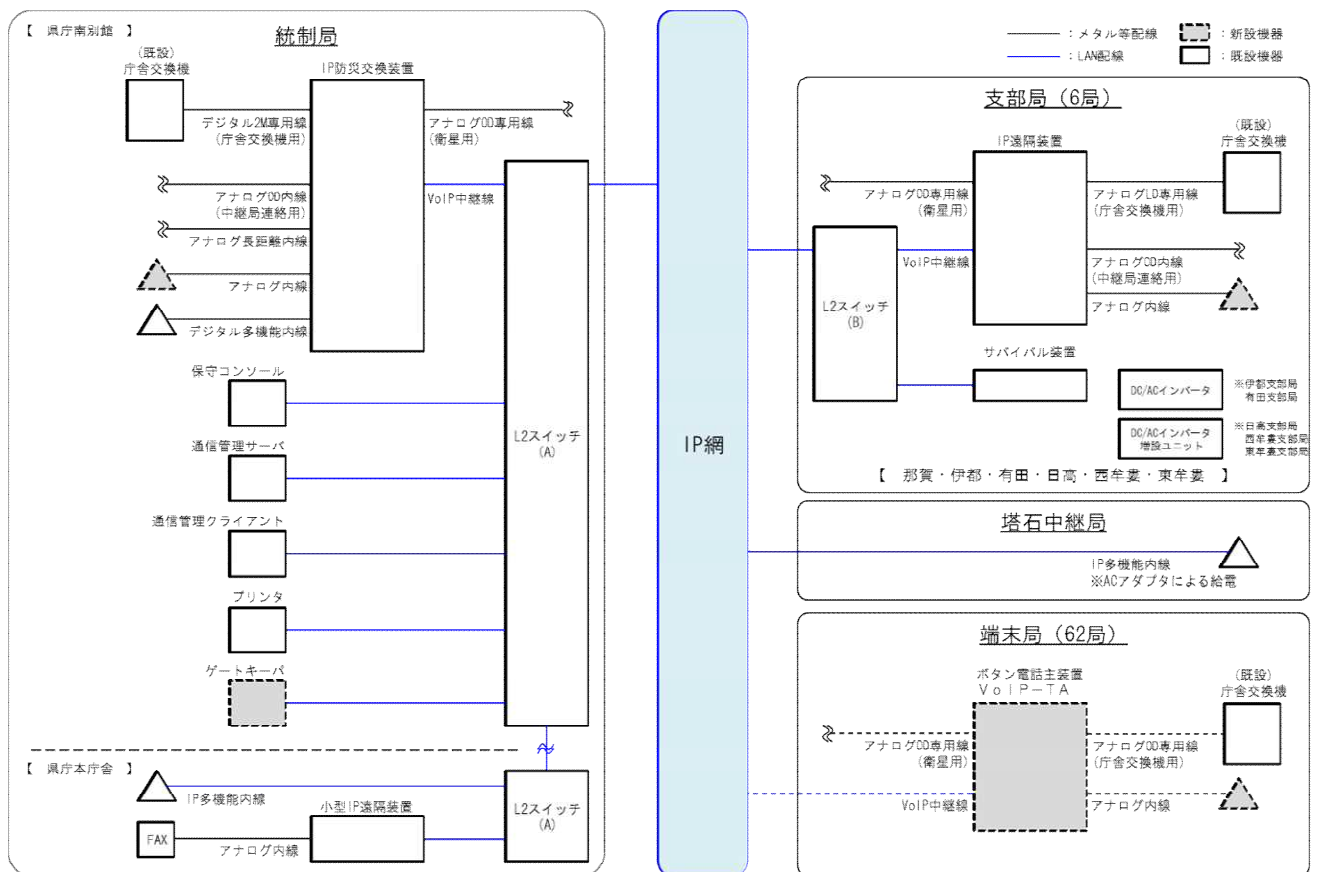 【 県庁南別館 】
統制局
(既設)
庁舎交換機
IP防災交換装置
デジタル2M専用線
(庁舎交換機用)
アナログOD専用線
(衛星用)
アナログOD内線
(中継局連絡用)
VoIP中継線
アナログ長距離内線
アナログ内線
デジタル多機能内線
保守コンソール
通信管理サーバ
通信管理クライアント
プリンタ
ゲートキーパ
L2スイッチ
(A)
【 県庁本庁舎 】
IP多機能内線
小型IP遠隔装置
FAX
アナログ内線
L2スイッチ
(A)
IP網
：メタル等配線
：新設機器
：LAN配線
：既設機器
支部局（6局）
IP遠隔装置
(既設)
庁舎交換機
アナログOD専用線
(衛星用)
アナログLD専用線
(庁舎交換機用)
VoIP中継線
アナログOD内線
(中継局連絡用)
アナログ内線
L2スイッチ
(B)
サバイバル装置
DC/ACインバータ
※伊都支部局
有田支部局
DC/ACインバータ
増設ユニット
※日高支部局
西牟婁支部局
東牟婁支部局
【 那賀・伊都・有田・日高・西牟婁・東牟婁 】
塔石中継局
IP多機能内線
※ACアダプタによる給電
端末局（62局）
ボタン電話主装置
ＶｏＩＰ−ＴＡ
(既設)
庁舎交換機
アナログOD専用線
(衛星用)
アナログOD専用線
(庁舎交換機用)
VoIP中継線
アナログ内線